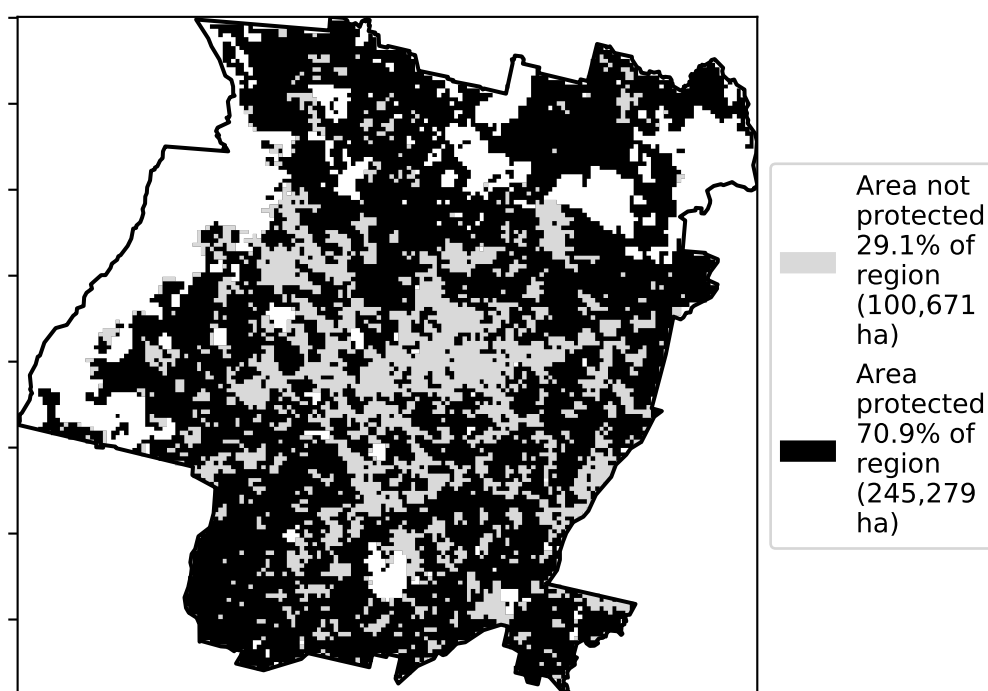 Area not
protected
29.1% of
region
(100,671
ha)
Area
protected
70.9% of
region
(245,279
ha)